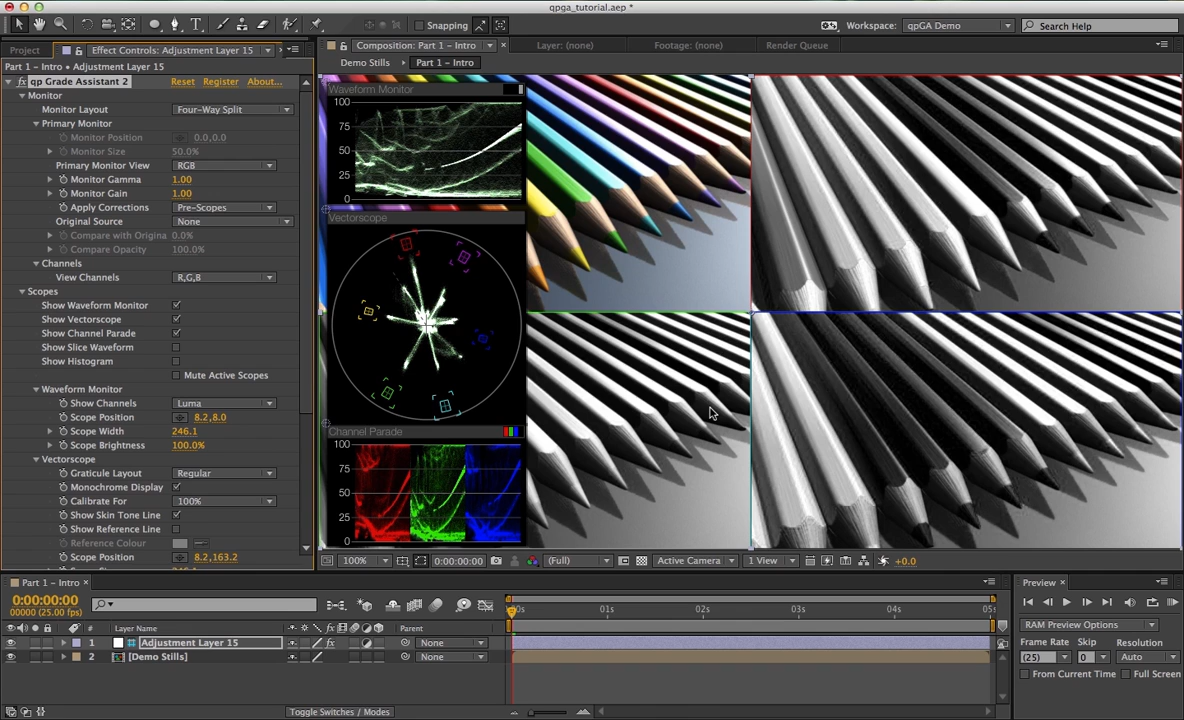 qpga_tutorial.aep *
Snapping
Workspace: qpGA Demo
Search Help
Project
Effect Controls: Adjustment Layer 15
Composition: Part 1 – Intro
Layer: (none)
Footage: (none)
Render Queue
Part 1 – Intro • Adjustment Layer 15
Demo Stills
Part 1 – Intro
fx qp Grade Assistant 2 Reset Register About...
Monitor
Monitor Layout Four-Way Split
Primary Monitor
Monitor Position 0.0,0.0
Monitor Size 50.0%
Primary Monitor View RGB
Monitor Gamma 1.00
Monitor Gain 1.00
Apply Corrections Pre-Scopes
Original Source None
Compare with Origina 0.0%
Compare Opacity 100.0%
Channels
View Channels R,G,B
Scopes
Show Waveform Monitor
Show Vectorscope
Show Channel Parade
Show Slice Waveform
Show Histogram
Mute Active Scopes
Waveform Monitor
Show Channels Luma
Scope Position 8.2,8.0
Scope Width 246.1
Scope Brightness 100.0%
Vectorscope
Graticule Layout Regular
Monochrome Display
Calibrate For 100%
Show Skin Tone Line
Show Reference Line
Reference Colour
Scope Position 8.2,163.2
Waveform Monitor
100
75
50
25
0
Vectorscope
Channel Parade
100
75
50
25
0
100%
0:00:00:00
(Full)
Active Camera
1 View
+0.0
Part 1 – Intro
0:00:00:00
00000 (25.00 fps)
# Layer Name
fx
Parent
1 Adjustment Layer 15 fx None
2 [Demo Stills] None
01s
02s
03s
04s
05s
Toggle Switches / Modes
Preview
RAM Preview Options
Frame Rate Skip Resolution
(25) 0 Auto
From Current Time Full Screen